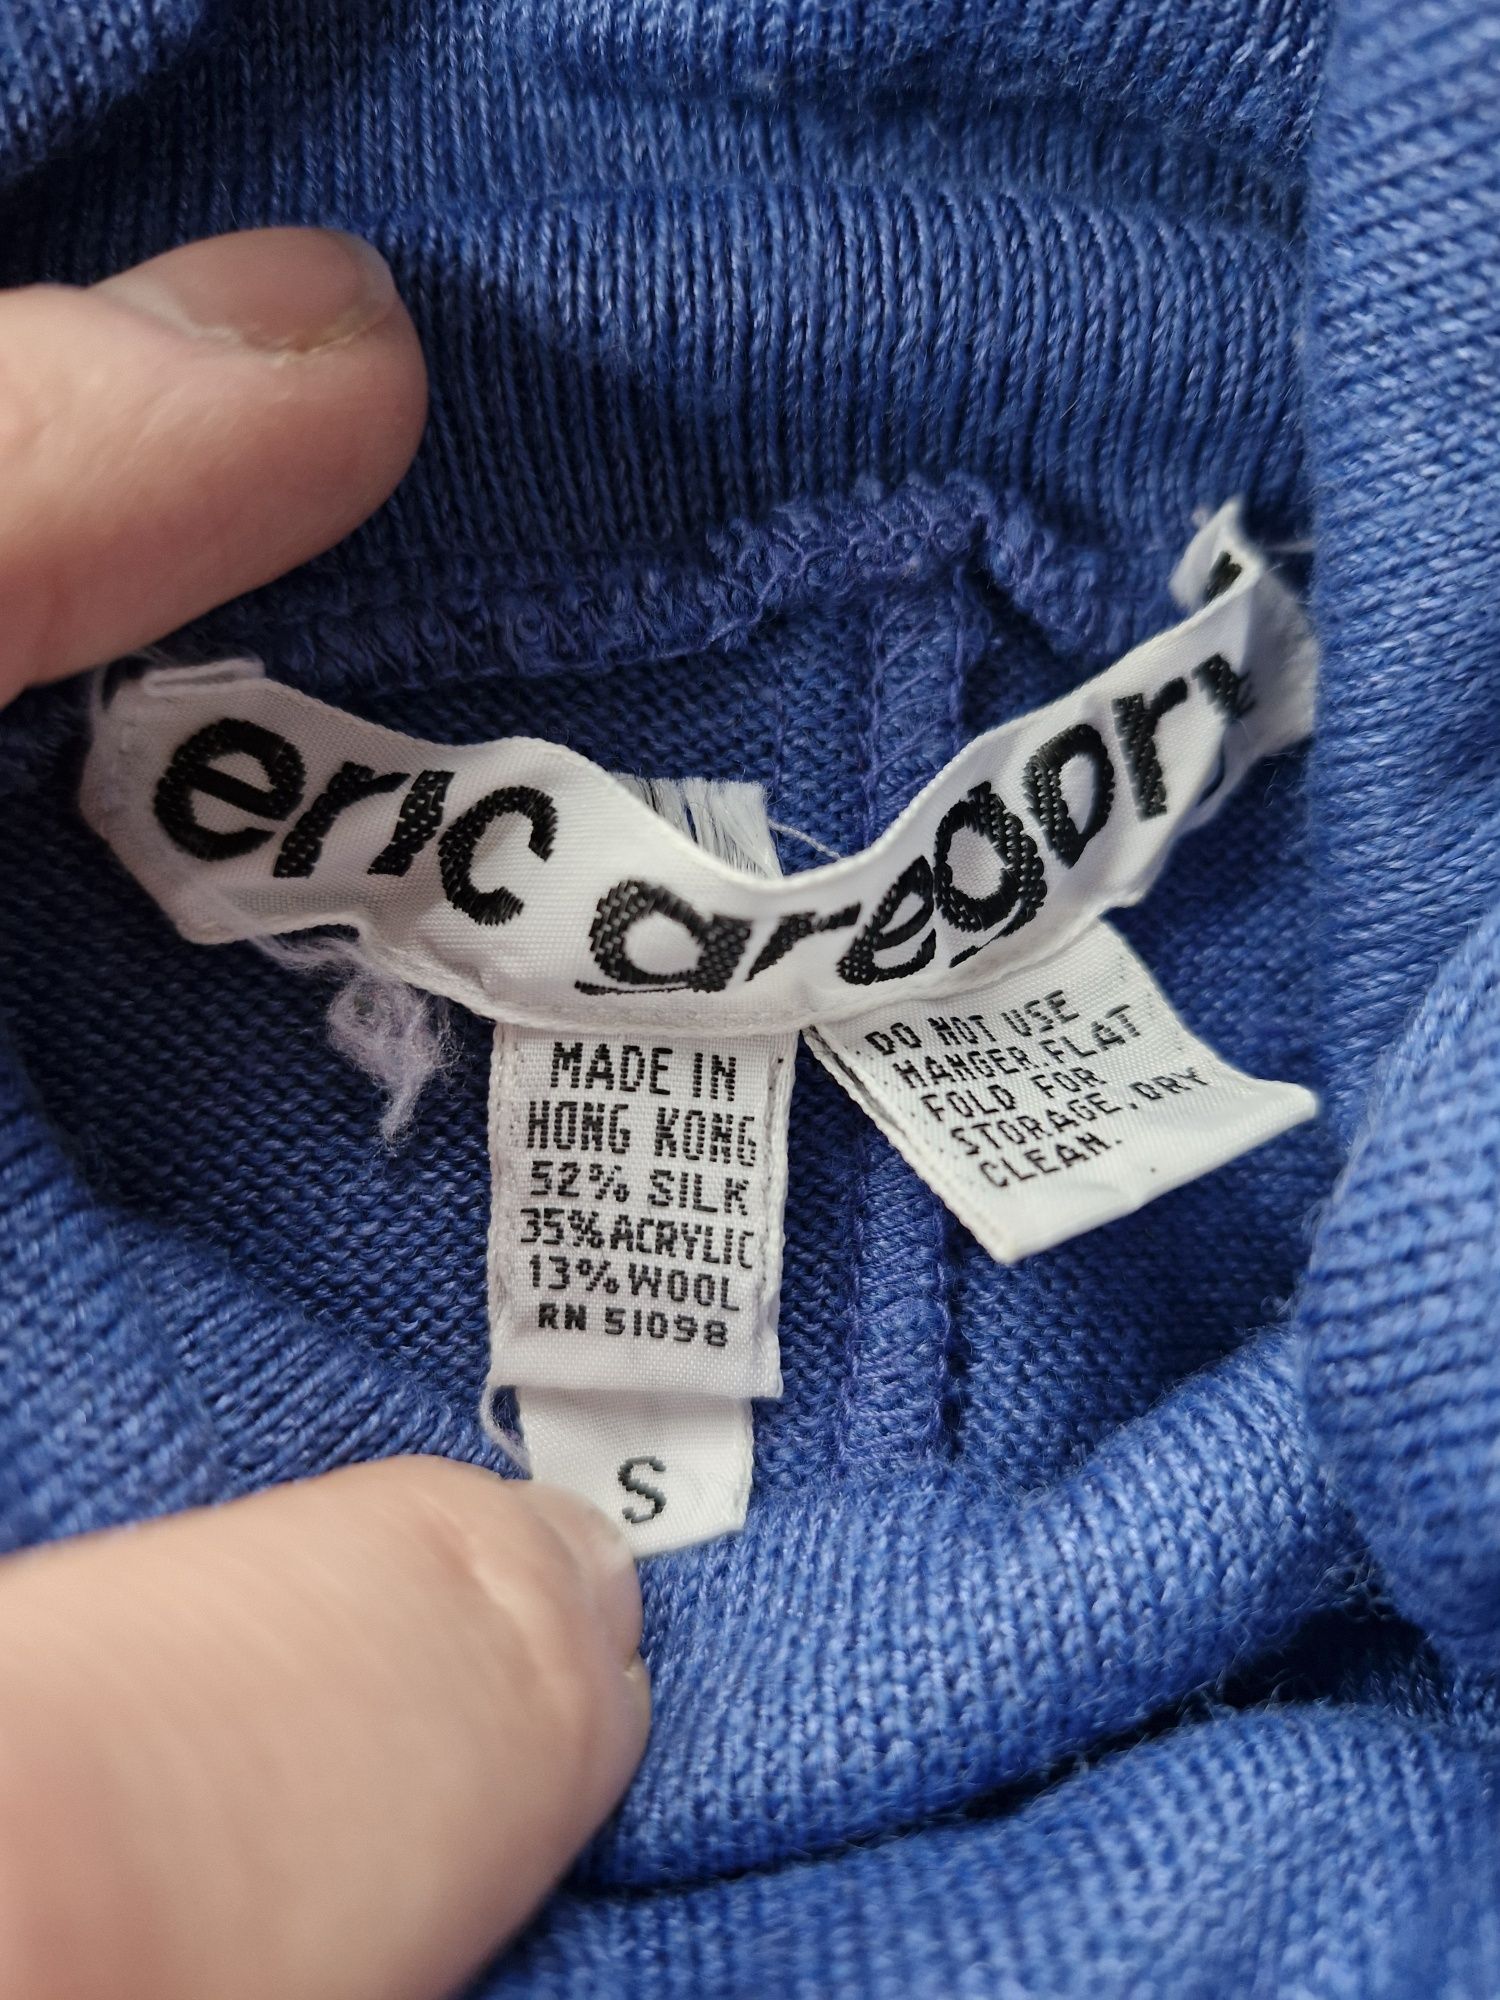 eric gregory
MADE IN
HONG KONG
52% SILK
35% ACRYLIC
13% WOOL
RN 51098
S
DO NOT USE
HANGER.FLAT
FOLD FOR
STORAGE.DRY
CLEAN.